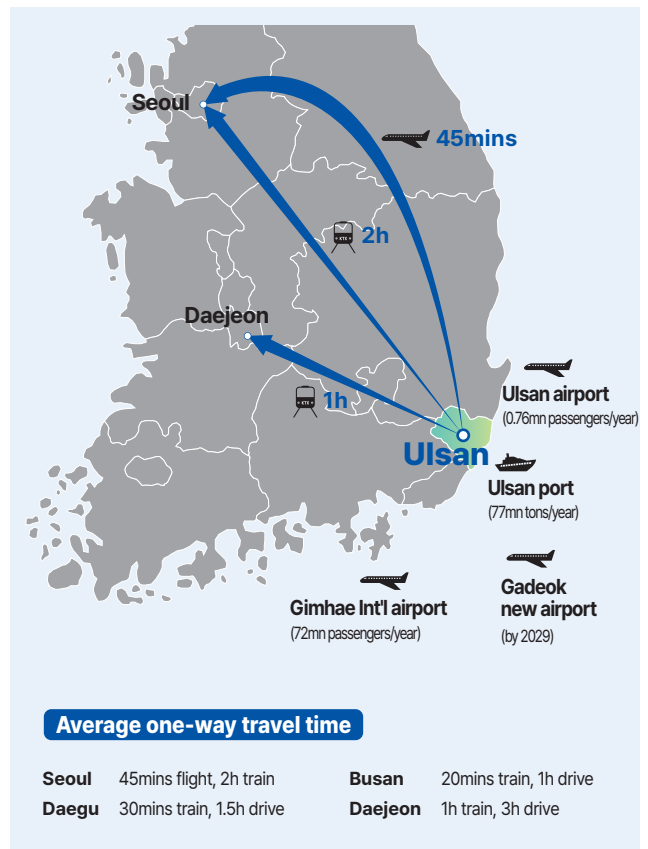 Seoul
45mins
KTX
2h
Daejeon
KTX
1h
Ulsan airport
(0.76mn passengers/year)
Ulsan
Ulsan port
(77mn tons/year)
Gimhae Int'l airport
(72mn passengers/year)
Gadeok
new airport
(by 2029)
Average one-way travel time
Seoul 45mins flight, 2h train
Busan 20mins train, 1h drive
Daegu 30mins train, 1.5h drive
Daejeon 1h train, 3h drive